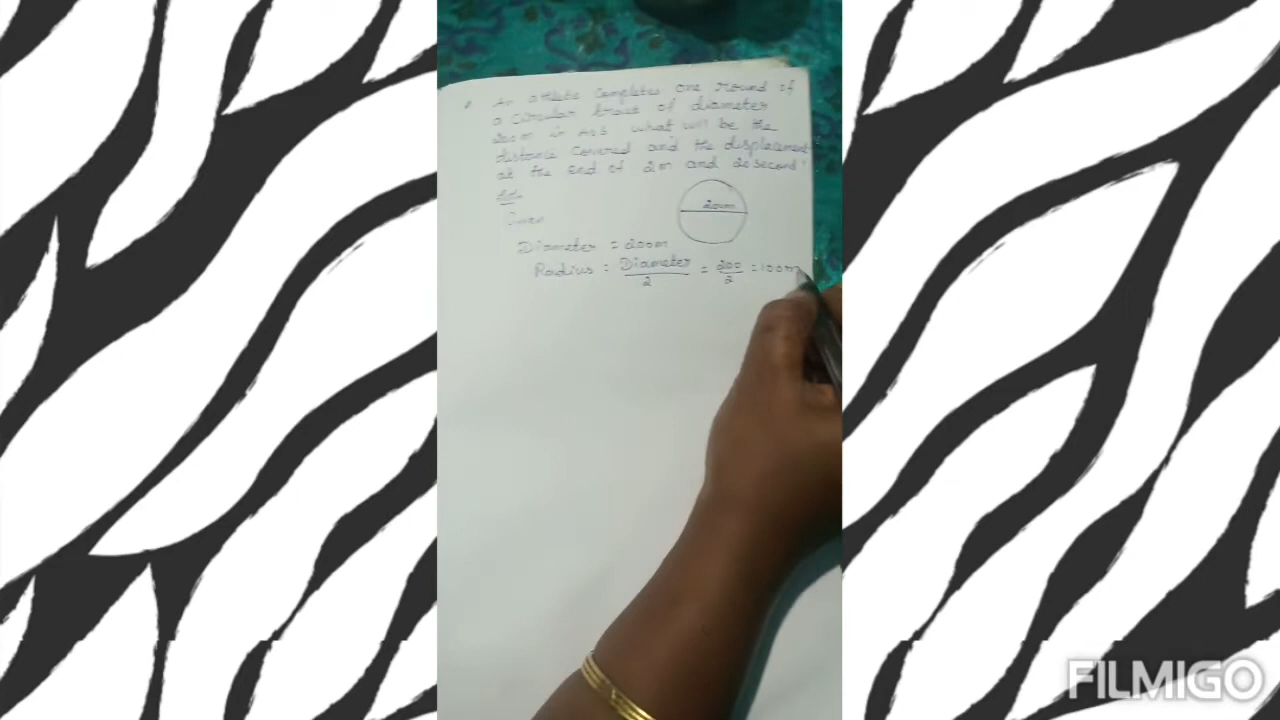 An athlete completes one round of
a circular track of diameter
200m in 40s what will be the
distance covered and the displacement
at the end of 2m and 20second?
Soln
Given
200m
Diameter = 200m
Radius = Diameter/2 = 200/2 = 100m
FILMIGO